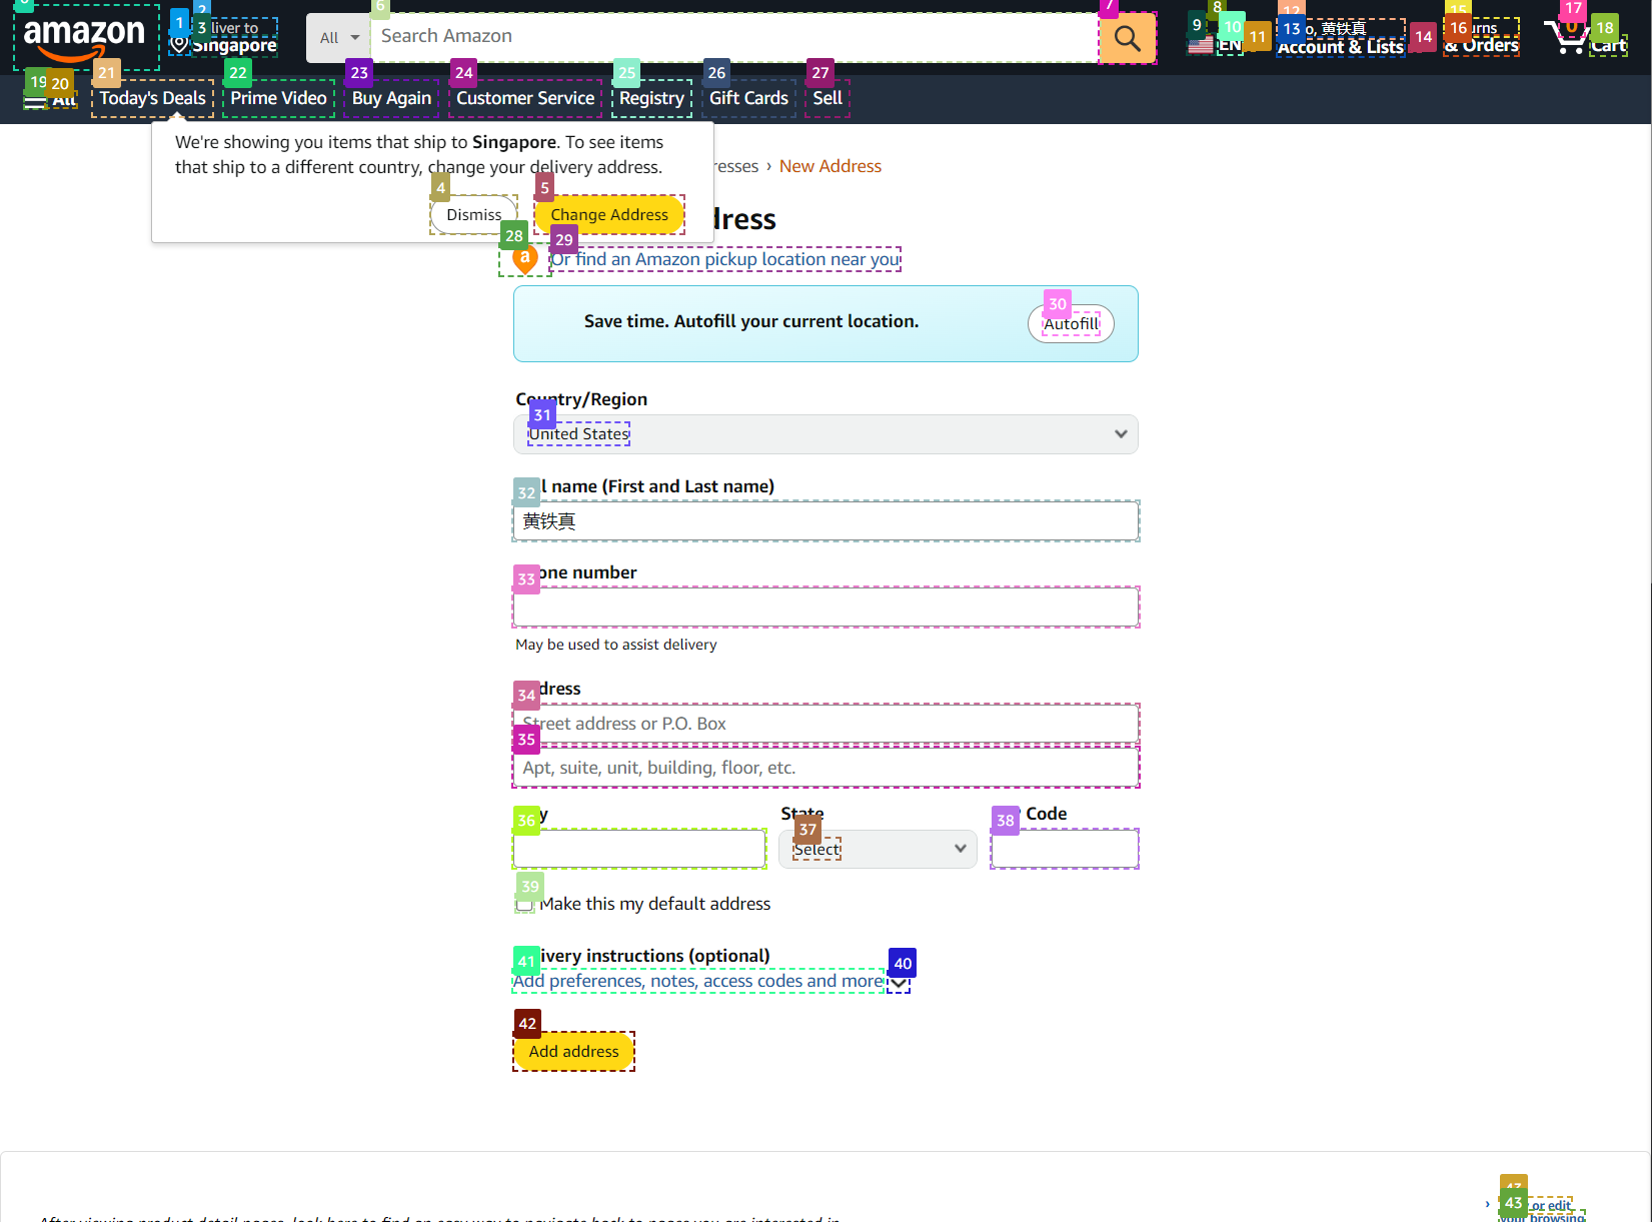 amazon
1
2
3
liver to
Singapore
All
6
Search Amazon
7
8
9
10
EN
11
12
13
o, 黄铁真
Account & Lists
14
15
16
urns
& Orders
17
0
18
Cart
19
20
All
21
Today's Deals
22
Prime Video
23
Buy Again
24
Customer Service
25
Registry
26
Gift Cards
27
Sell
We're showing you items that ship to Singapore. To see items
that ship to a different country, change your delivery address.
4
Dismiss
5
Change Address
resses › New Address
dress
28
a
29
Or find an Amazon pickup location near you
Save time. Autofill your current location.
30
Autofill
Country/Region
31
United States
32
l name (First and Last name)
黄铁真
33
one number
May be used to assist delivery
34
dress
Street address or P.O. Box
35
Apt, suite, unit, building, floor, etc.
36
y
State
37
Select
38
Code
39
Make this my default address
41
ivery instructions (optional)
40
Add preferences, notes, access codes and more
42
Add address
After viewing product detail pages, look here to find an easy way to navigate back to pages you are interested in.
›
43
or edit
your browsing